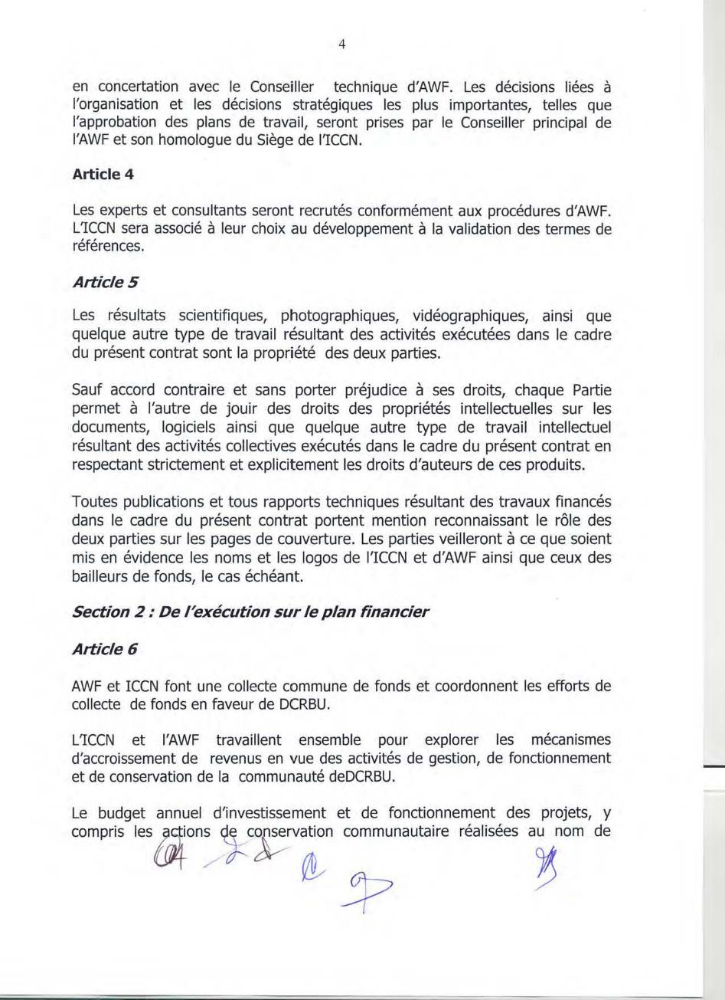 4
en concertation avec le Conseiller technique d'AWF. Les décisions liées à
l'organisation et les décisions stratégiques les plus importantes, telles que
l'approbation des plans de travail, seront prises par le Conseiller principal de
l'AWF et son homologue du Siège de l'ICCN.
Article 4
Les experts et consultants seront recrutés conformément aux procédures d'AWF.
L'ICCN sera associé à leur choix au développement à la validation des termes de
références.
Article 5
Les résultats scientifiques, photographiques, vidéographiques, ainsi que
quelque autre type de travail résultant des activités exécutées dans le cadre
du présent contrat sont la propriété des deux parties.
Sauf accord contraire et sans porter préjudice à ses droits, chaque Partie
permet à l'autre de jouir des droits des propriétés intellectuelles sur les
documents, logiciels ainsi que quelque autre type de travail intellectuel
résultant des activités collectives exécutés dans le cadre du présent contrat en
respectant strictement et explicitement les droits d'auteurs de ces produits.
Toutes publications et tous rapports techniques résultant des travaux financés
dans le cadre du présent contrat portent mention reconnaissant le rôle des
deux parties sur les pages de couverture. Les parties veilleront à ce que soient
mis en évidence les noms et les logos de l'ICCN et d'AWF ainsi que ceux des
bailleurs de fonds, le cas échéant.
Section 2 : De l'exécution sur le plan financier
Article 6
AWF et ICCN font une collecte commune de fonds et coordonnent les efforts de
collecte de fonds en faveur de DCRBU.
L'ICCN et l'AWF travaillent ensemble pour explorer les mécanismes
d'accroissement de revenus en vue des activités de gestion, de fonctionnement
et de conservation de la communauté deDCRBU.
Le budget annuel d'investissement et de fonctionnement des projets, y
compris les actions de conservation communautaire réalisées au nom de